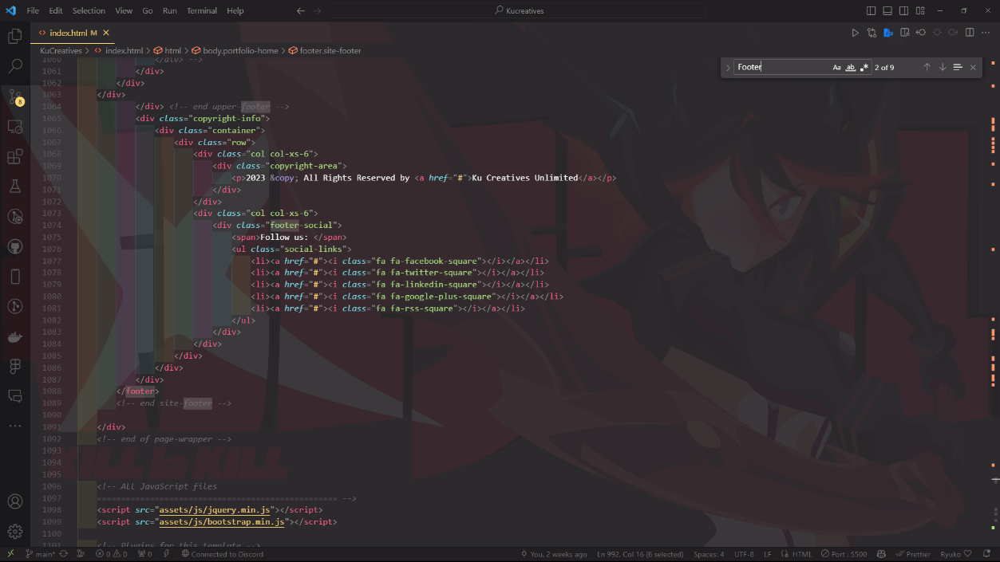 File Edit Selection View Go Run Terminal Help Kucreatives
index.html M
KuCreatives > index.html > html > body.portfolio-home > footer.site-footer
Footer Aa ab .* 2 of 9
8
1060 </div> -->
1061 </div>
1062 </div>
1063 </div>
1064 </div> <!-- end upper-footer -->
1065 <div class="copyright-info">
1066 <div class="container">
1067 <div class="row">
1068 <div class="col col-xs-6">
1069 <div class="copyright-area">
1070 <p>2023 &copy; All Rights Reserved by <a href="#">Ku Creatives Unlimited</a></p>
1071 </div>
1072 </div>
1073 <div class="col col-xs-6">
1074 <div class="footer-social">
1075 <span>Follow us: </span>
1076 <ul class="social-links">
1077 <li><a href="#"><i class="fa fa-facebook-square"></i></a></li>
1078 <li><a href="#"><i class="fa fa-twitter-square"></i></a></li>
1079 <li><a href="#"><i class="fa fa-linkedin-square"></i></a></li>
1080 <li><a href="#"><i class="fa fa-google-plus-square"></i></a></li>
1081 <li><a href="#"><i class="fa fa-rss-square"></i></a></li>
1082 </ul>
1083 </div>
1084 </div>
1085 </div>
1086 </div>
1087 </div>
1088 </footer>
1089 <!-- end site-footer -->
1090
1091 </div>
1092 <!-- end of page-wrapper -->
1093
1094
1095
KILL la KILL
1096 <!-- All JavaScript files
1097 ================================================== -->
1098 <script src="assets/js/jquery.min.js"></script>
1099 <script src="assets/js/bootstrap.min.js"></script>
1100
1101 <!-- Plugins for this template -->
main* 0 0 0 Connected to Discord You, 2 weeks ago Ln 992, Col 16 (6 selected) Spaces: 4 UTF-8 LF HTML Port : 5500 Prettier Ryuko